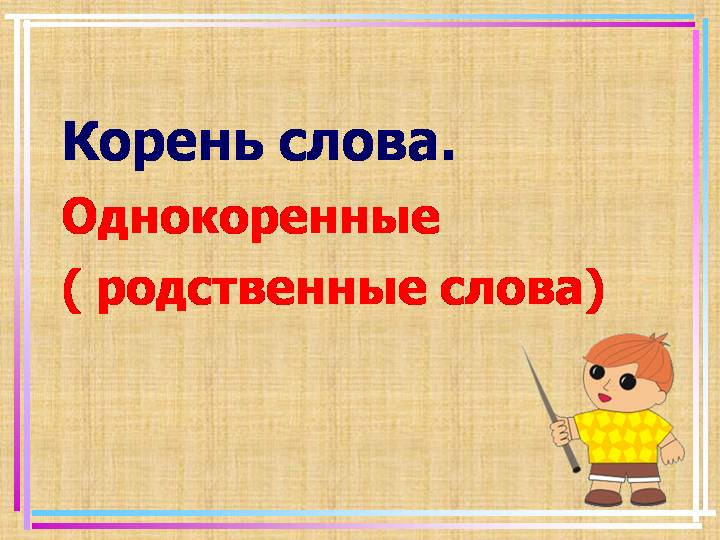 Корень слова.
Однокоренные
( родственные слова)